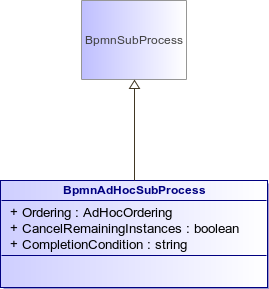 BpmnSubProcess
BpmnAdHocSubProcess
+ Ordering : AdHocOrdering
+ CancelRemainingInstances : boolean
+ CompletionCondition : string